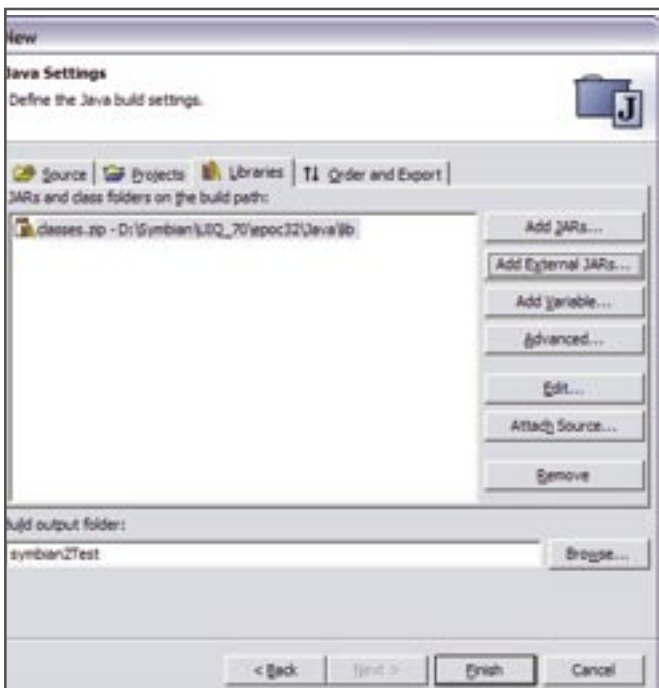 New
Java Settings
Define the Java build settings.
Source
Projects
Libraries
Order and Export
JARs and class folders on the build path:
classes.zip - D:\Symbian\UIQ_70\epoc32\Java\lib
Add JARs...
Add External JARs...
Add Variable...
Advanced...
Edit...
Attach Source...
Remove
Build output folder:
symbian2Test
Browse...
< Back
Next >
Finish
Cancel